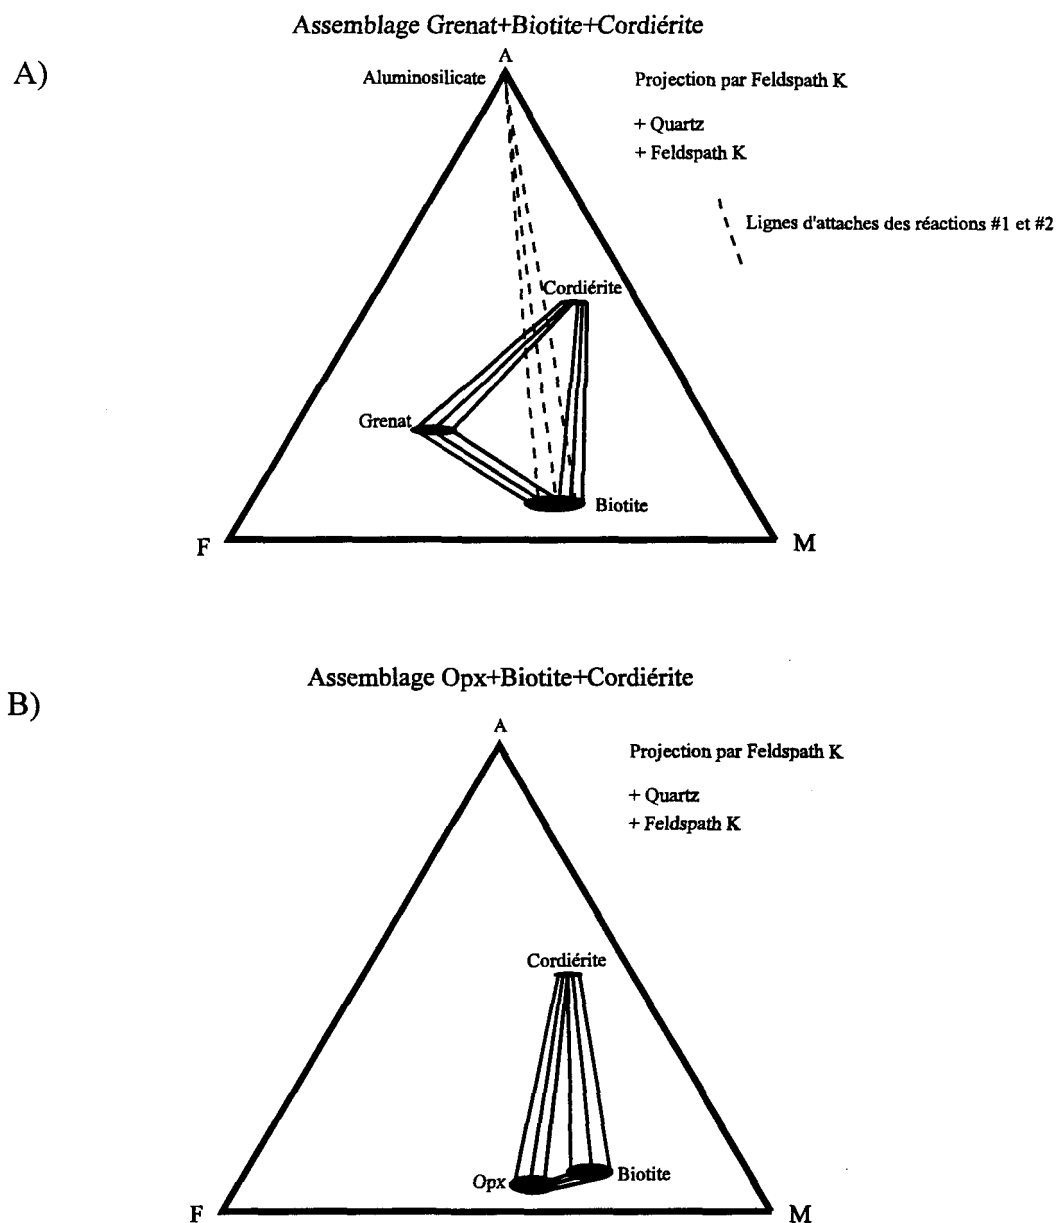 Assemblage Grenat+Biotite+Cordiérite
A)
A
Aluminosilicate
Projection par Feldspath K
+ Quartz
+ Feldspath K
Lignes d'attaches des réactions #1 et #2
Cordiérite
Grenat
Biotite
F
M
Assemblage Opx+Biotite+Cordiérite
B)
A
Projection par Feldspath K
+ Quartz
+ Feldspath K
Cordiérite
Opx
Biotite
F
M